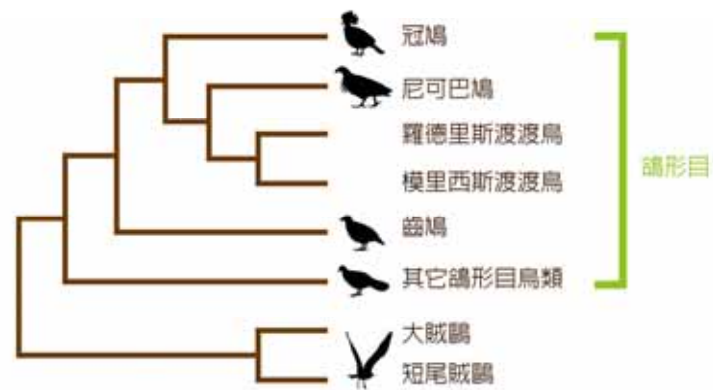 冠鳩
尼可巴鳩
羅德里斯渡渡鳥
模里西斯渡渡鳥
鴿形目
齒鳩
其它鴿形目鳥類
大賊鷗
短尾賊鷗